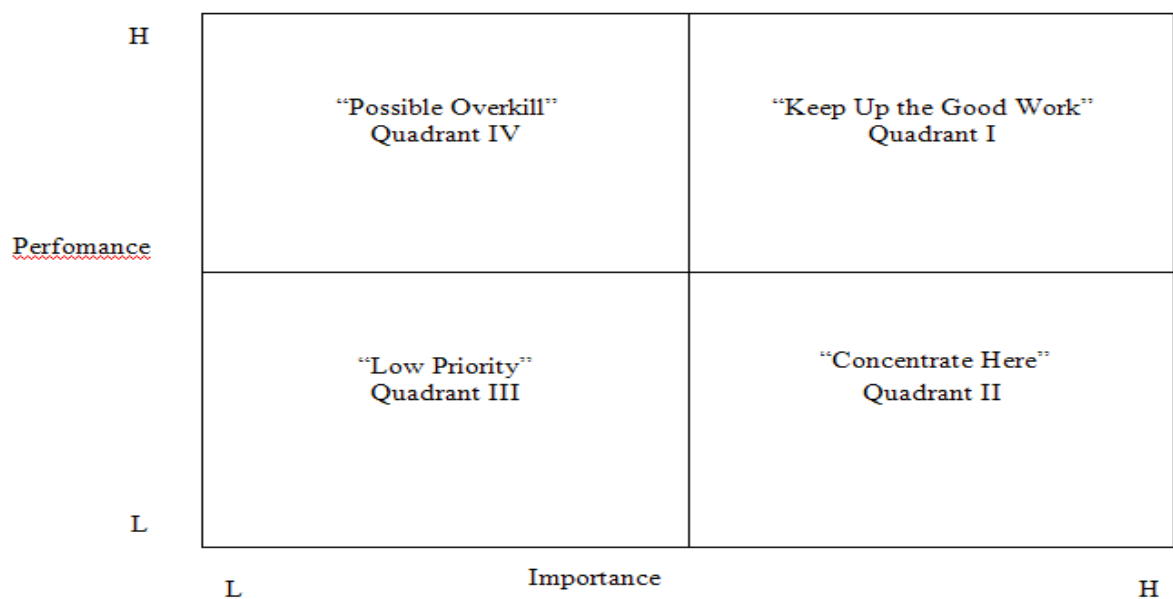 H
“Possible Overkill”
Quadrant IV
“Keep Up the Good Work”
Quadrant I
Perfomance
“Low Priority”
Quadrant III
“Concentrate Here”
Quadrant II
L
L
Importance
H